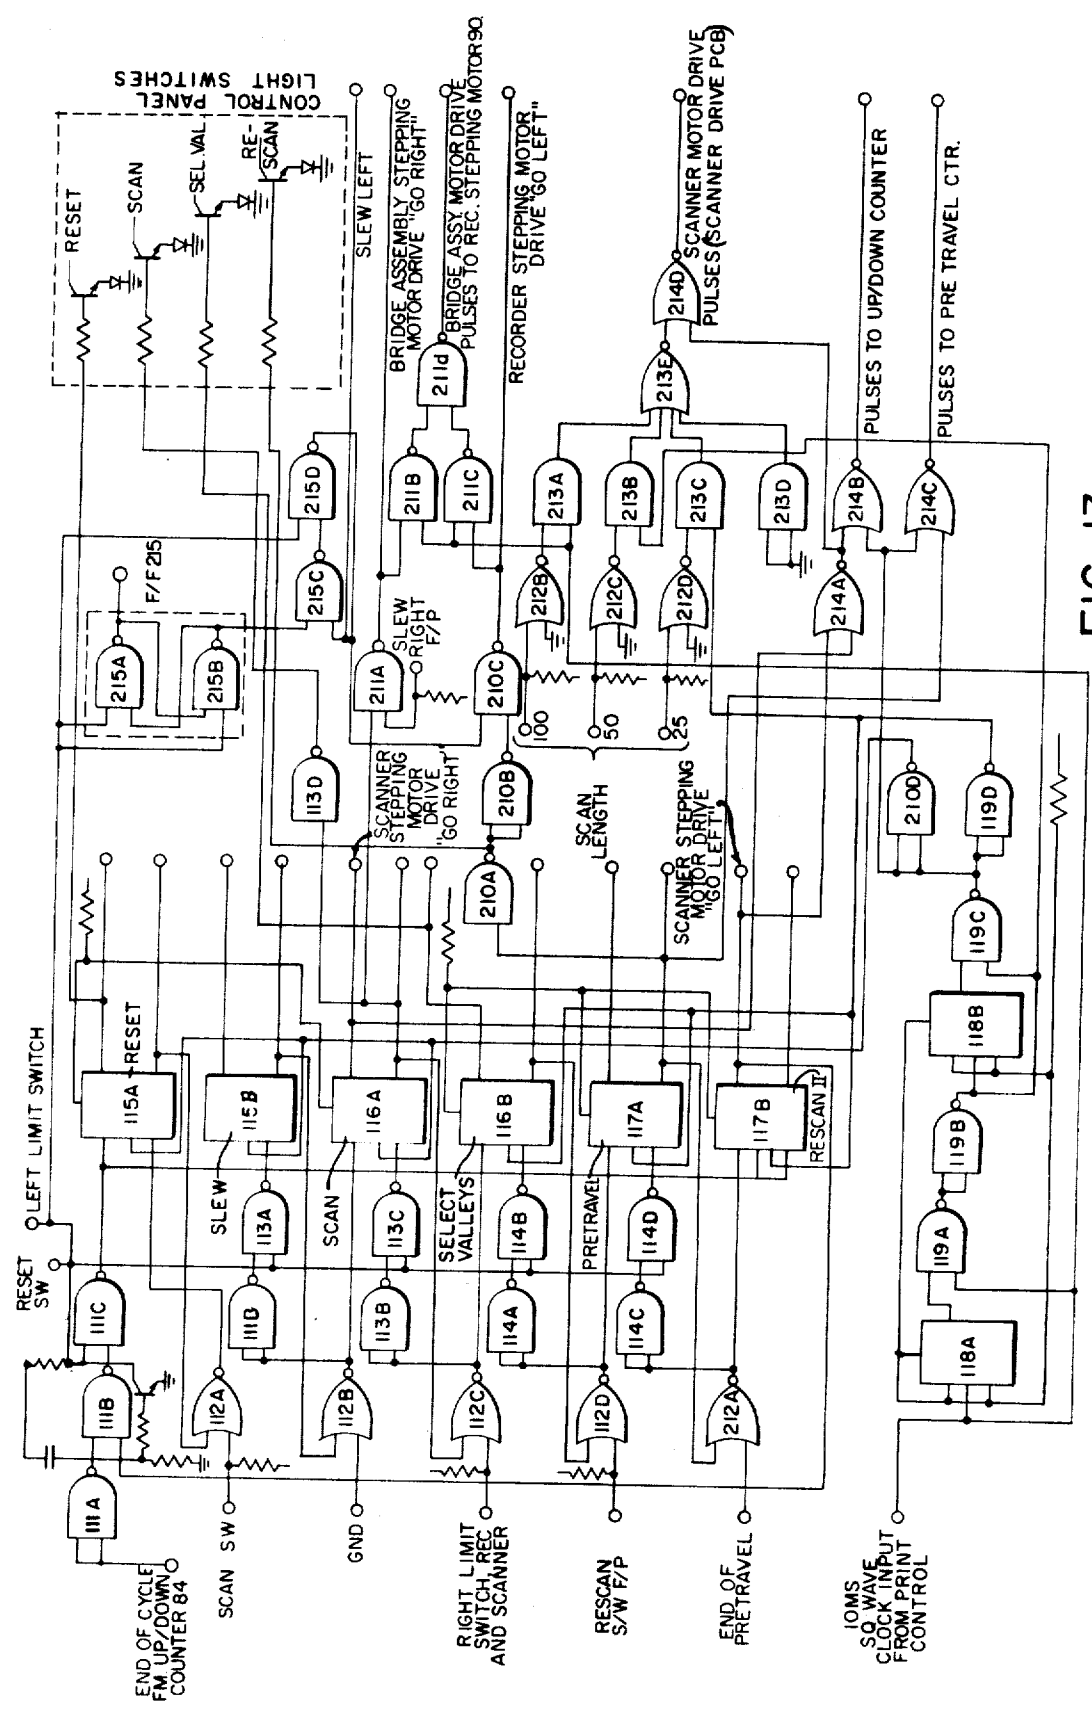 CONTROL PANEL
LIGHT SWITCHES
RESET
SCAN
SEL.VAL.
RE-
SCAN
SLEW LEFT
BRIDGE ASSEMBLY STEPPING
MOTOR DRIVE "GO RIGHT"
BRIDGE ASSY. MOTOR DRIVE
PULSES TO REC. STEPPING MOTOR 90.
RECORDER STEPPING MOTOR
DRIVE "GO LEFT"
SCANNER MOTOR DRIVE
PULSES (SCANNER DRIVE PCB)
PULSES TO UP/DOWN COUNTER
PULSES TO PRE TRAVEL CTR.
F/F 215
215A
215B
215C
215D
211A
211B
211C
211d
SLEW
RIGHT
F/P
210C
210B
210A
212B
212C
212D
213A
213B
213C
213D
213E
214D
214A
214B
214C
100
50
25
SCAN
LENGTH
113D
SCANNER
STEPPING
MOTOR
DRIVE
"GO RIGHT"
SCANNER STEPPING
MOTOR DRIVE
"GO LEFT"
210D
119D
119C
118B
119B
119A
118A
LEFT LIMIT SWITCH
RESET
SW
115A
RESET
115B
SLEW
116A
SCAN
116B
SELECT
VALLEYS
117A
PRETRAVEL
117B
RESCAN II
111C
111B
111A
112A
111D
113A
112B
113B
113C
112C
114A
114B
112D
114C
114D
212A
END OF CYCLE
FM. UP/DOWN
COUNTER 84
SCAN SW
GND
RIGHT LIMIT
SWITCH, REC
AND SCANNER
RESCAN
S/W F/P
END OF
PRETRAVEL
10MS
SQ WAVE
CLOCK INPUT
FROM PRINT
CONTROL